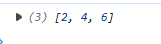 ▶ (3) [2, 4, 6]